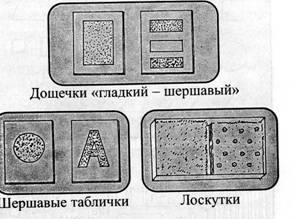 Дощечки «гладкий – шершавый»
А
Шершавые таблички
Лоскутки